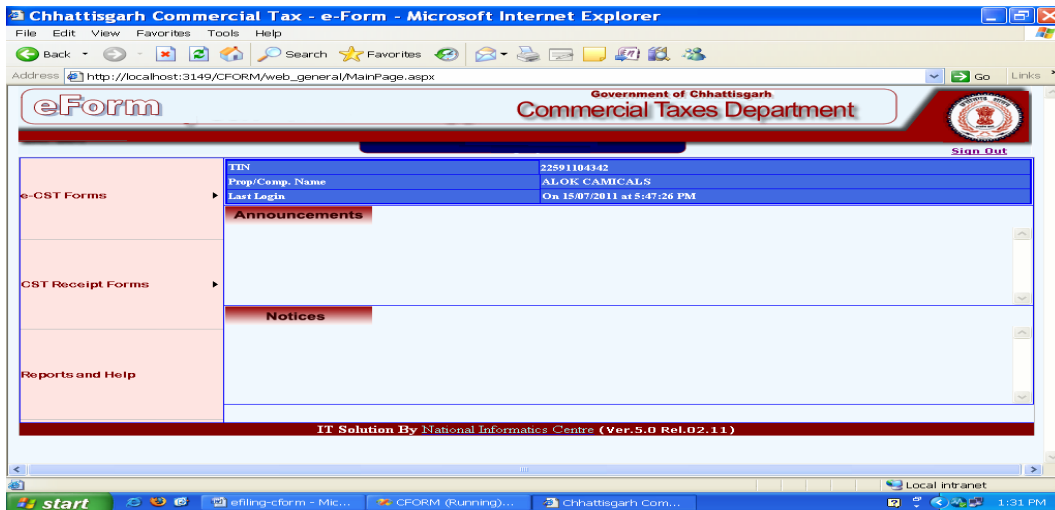 Chhattisgarh Commercial Tax - e-Form - Microsoft Internet Explorer
File Edit View Favorites Tools Help
Back Search Favorites
Address http://localhost:3149/CFORM/web_general/MainPage.aspx Go Links
eForm
Government of Chhattisgarh
Commercial Taxes Department
Sign Out
TIN 22591104342
Prop/Comp. Name ALOK CAMICALS
Last Login On 15/07/2011 at 5:47:26 PM
e-CST Forms
Announcements
CST Receipt Forms
Notices
Reports and Help
IT Solution By National Informatics Centre (Ver.5.0 Rel.02.11)
Local intranet
start efiling-cform - Mic... CFORM (Running)... Chhattisgarh Com... 1:31 PM